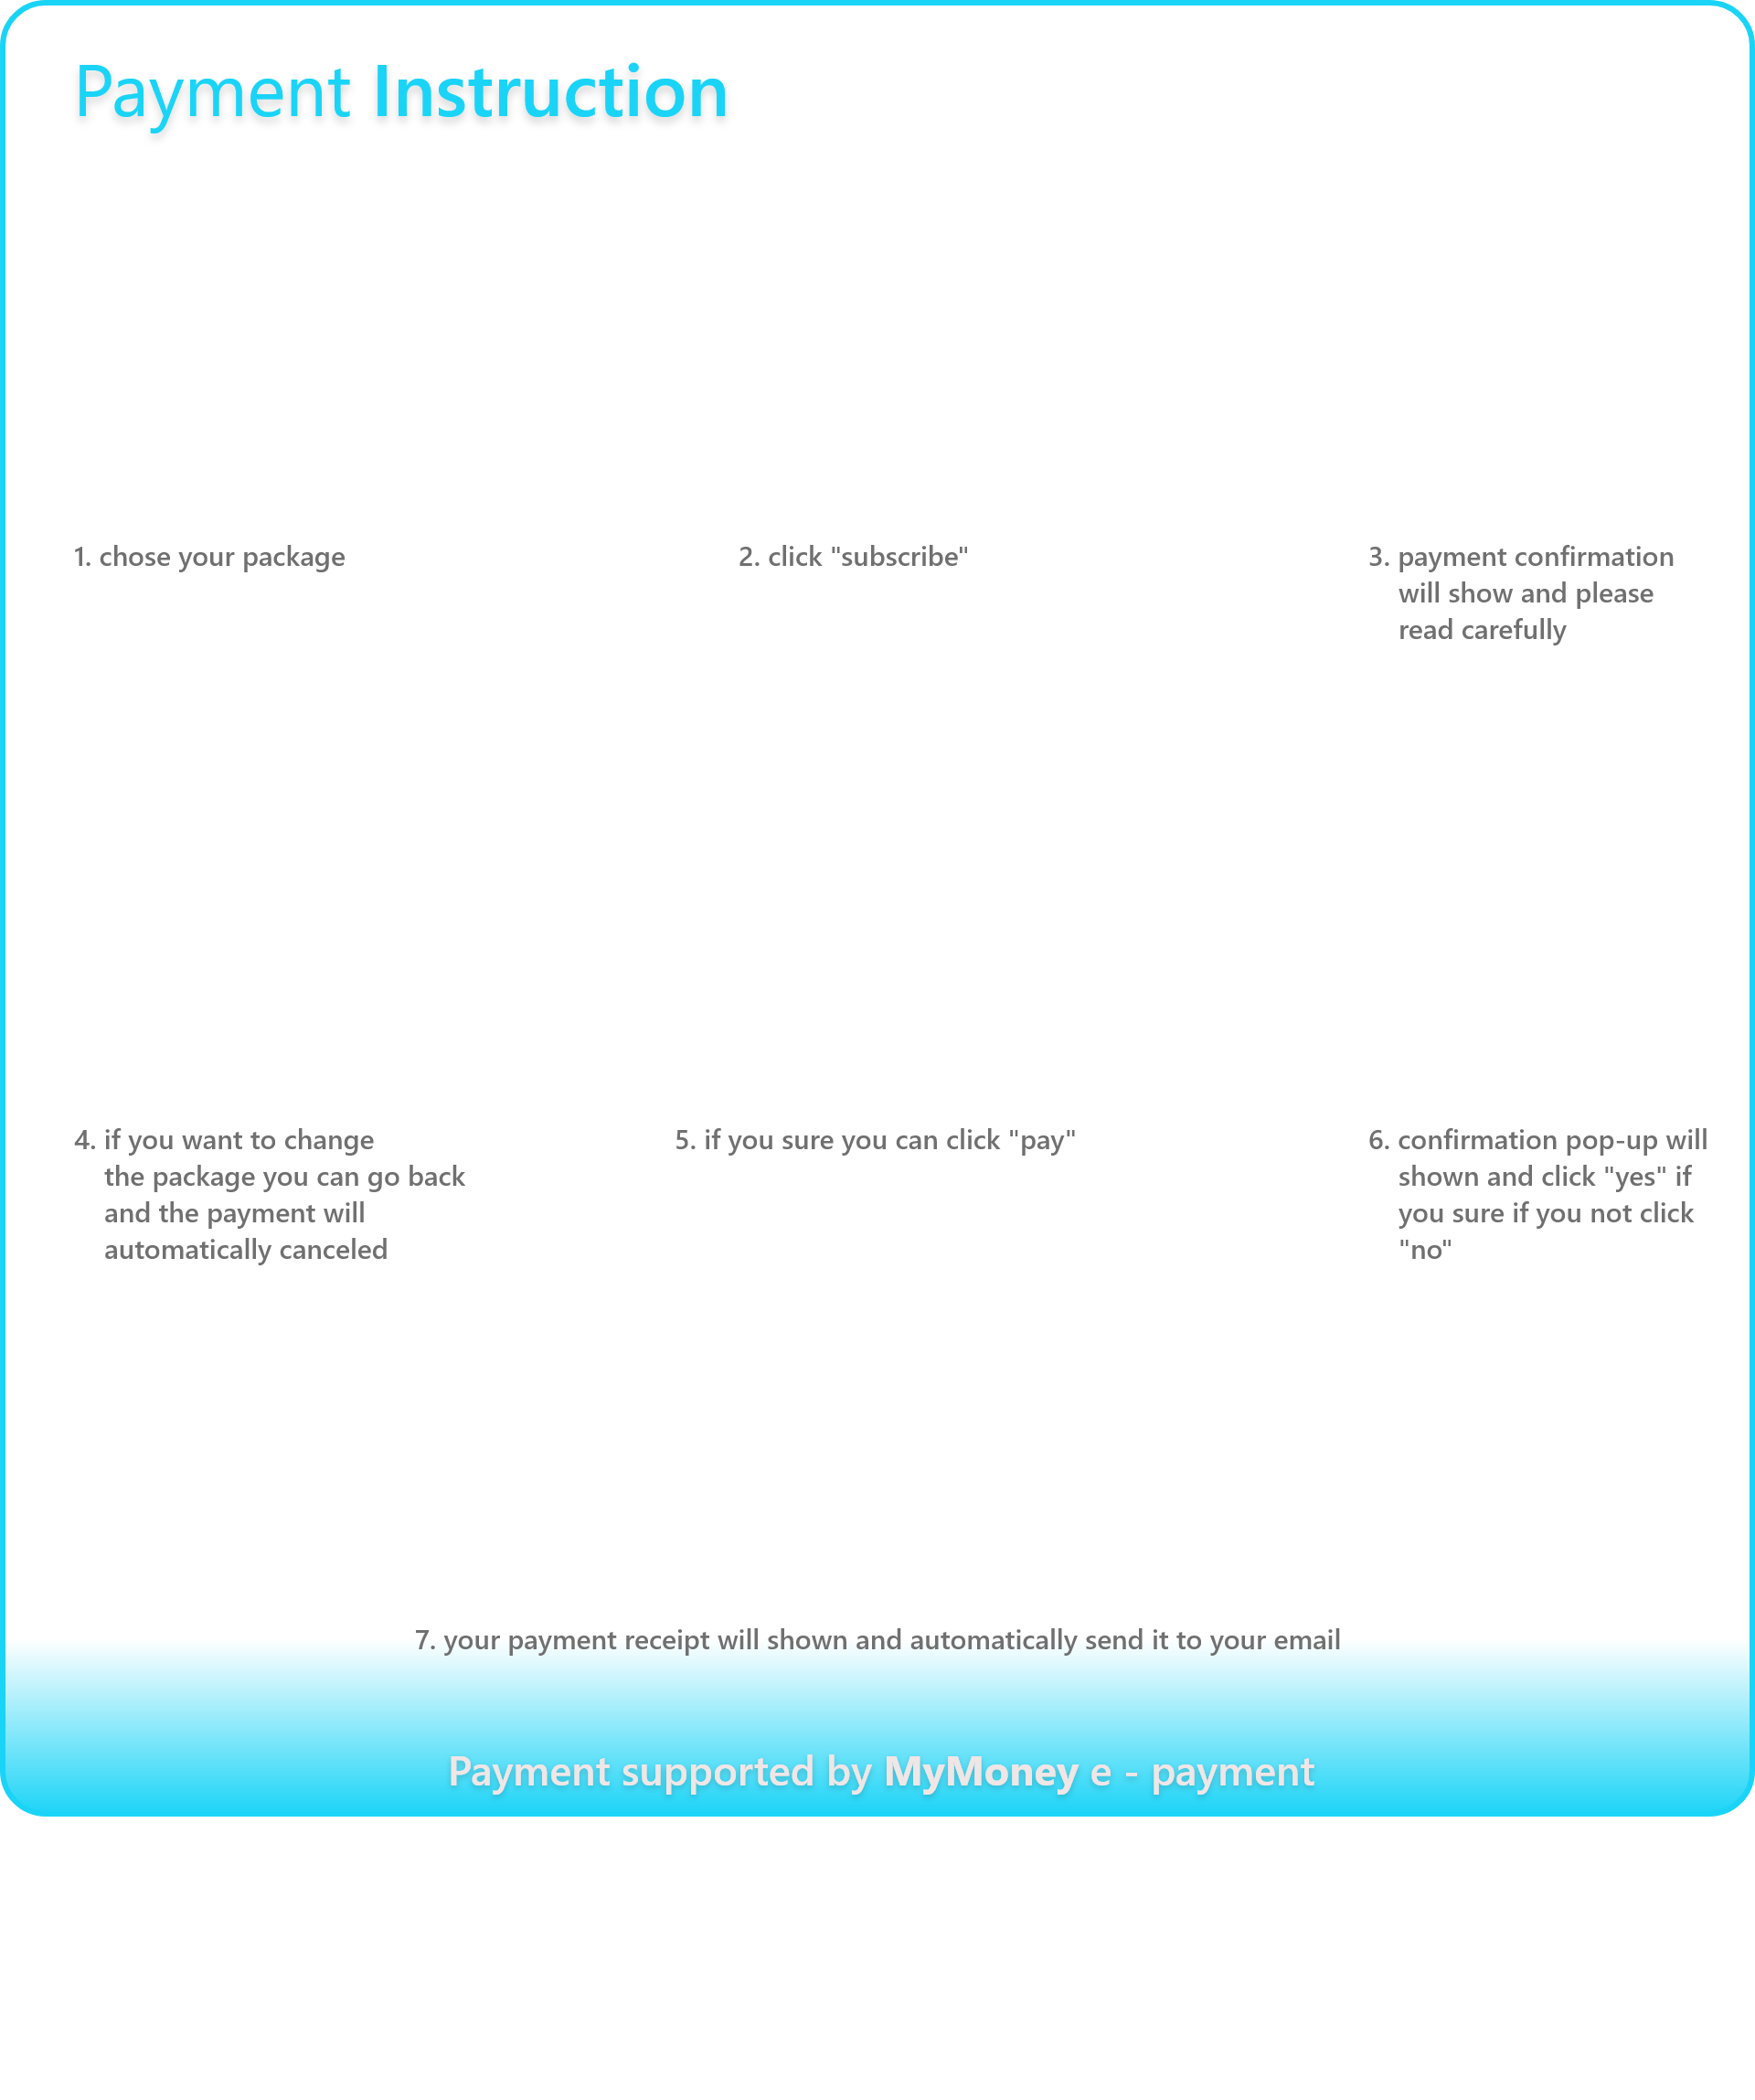 Payment Instruction
1. chose your package
2. click "subscribe"
3. payment confirmation
will show and please
read carefully
4. if you want to change
the package you can go back
and the payment will
automatically canceled
5. if you sure you can click "pay"
6. confirmation pop-up will
shown and click "yes" if
you sure if you not click
"no"
7. your payment receipt will shown and automatically send it to your email
Payment supported by MyMoney e - payment